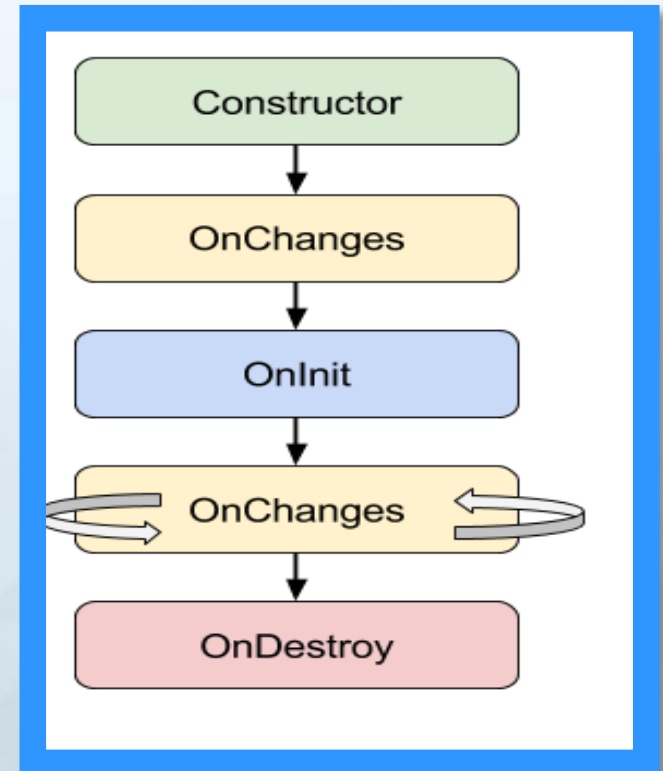 Constructor
OnChanges
OnInit
OnChanges
OnDestroy